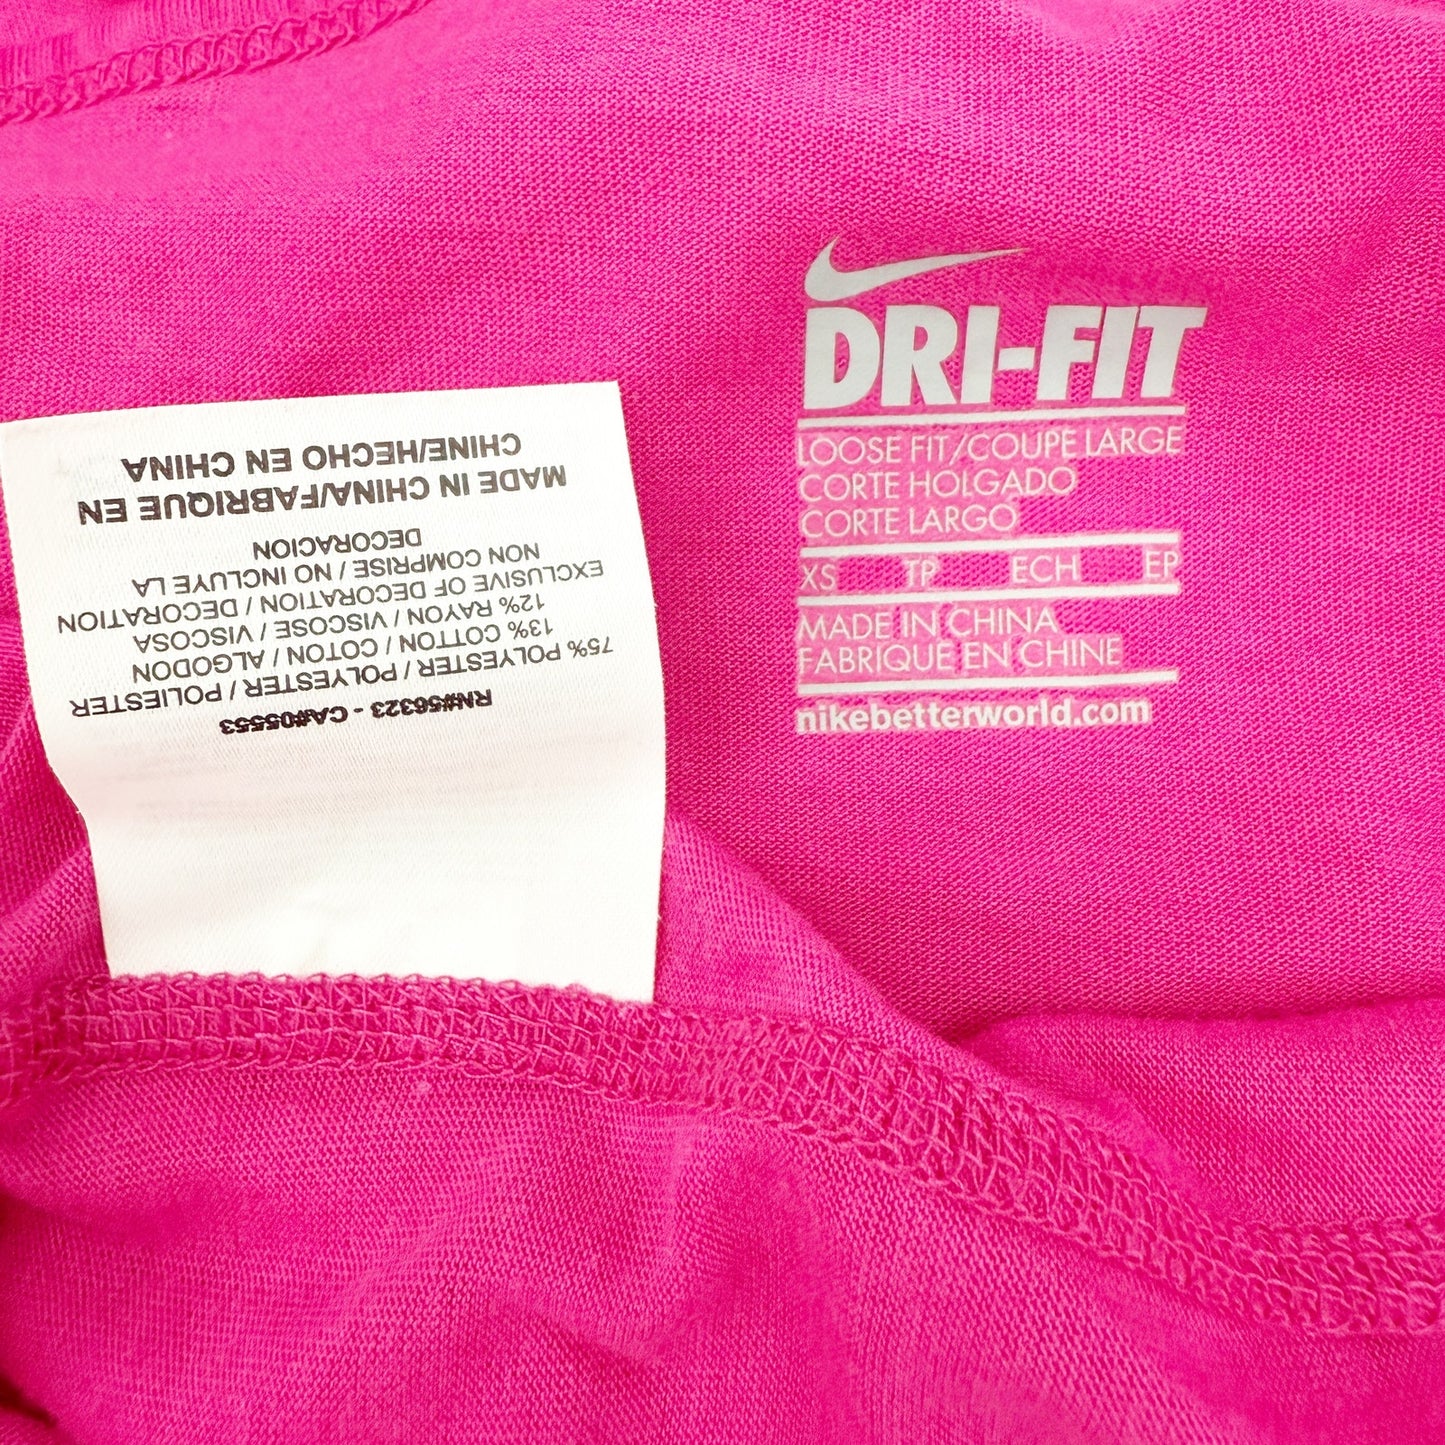 DRI-FIT
LOOSE FIT/COUPE LARGE
CORTE HOLGADO
CORTE LARGO
XS TP ECH EP
MADE IN CHINA
FABRIQUE EN CHINE
nikebetterworld.com
RN#56323 - CA#05553
75% POLYESTER / POLYESTER / POLIESTER
13% COTTON / COTON / ALGODON
12% RAYON / VISCOSE / VISCOSA
EXCLUSIVE OF DECORATION / DECORATION
NON COMPRISE / NO INCLUYE LA
DECORACION
MADE IN CHINA/FABRIQUE EN
CHINE/HECHO EN CHINA